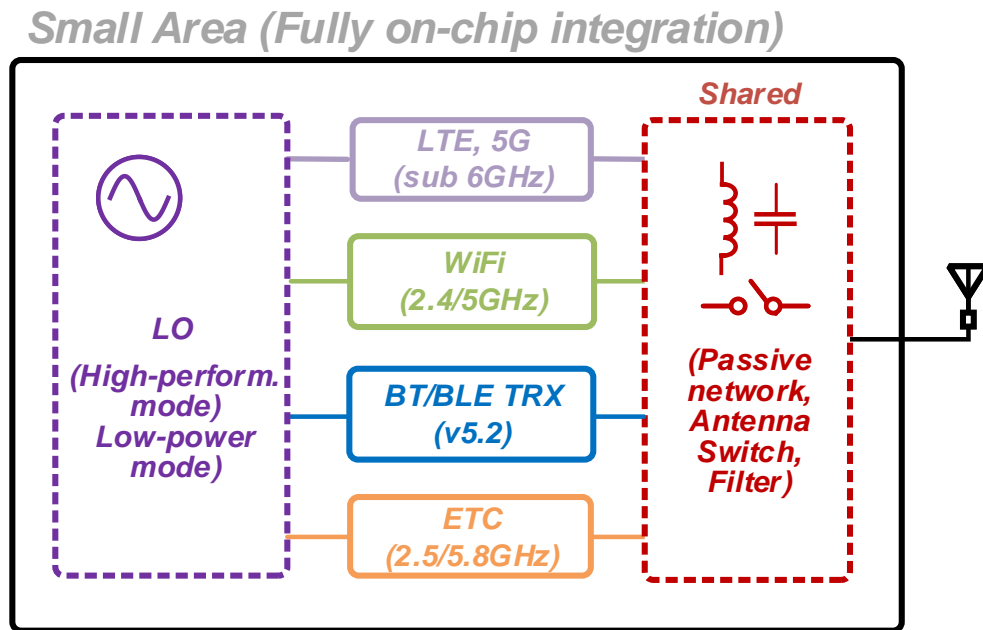 Small Area (Fully on-chip integration)
Shared
LTE, 5G
(sub 6GHz)
WiFi
(2.4/5GHz)
LO
(High-perform.
mode)
Low-power
mode)
BT/BLE TRX
(v5.2)
ETC
(2.5/5.8GHz)
(Passive
network,
Antenna
Switch,
Filter)